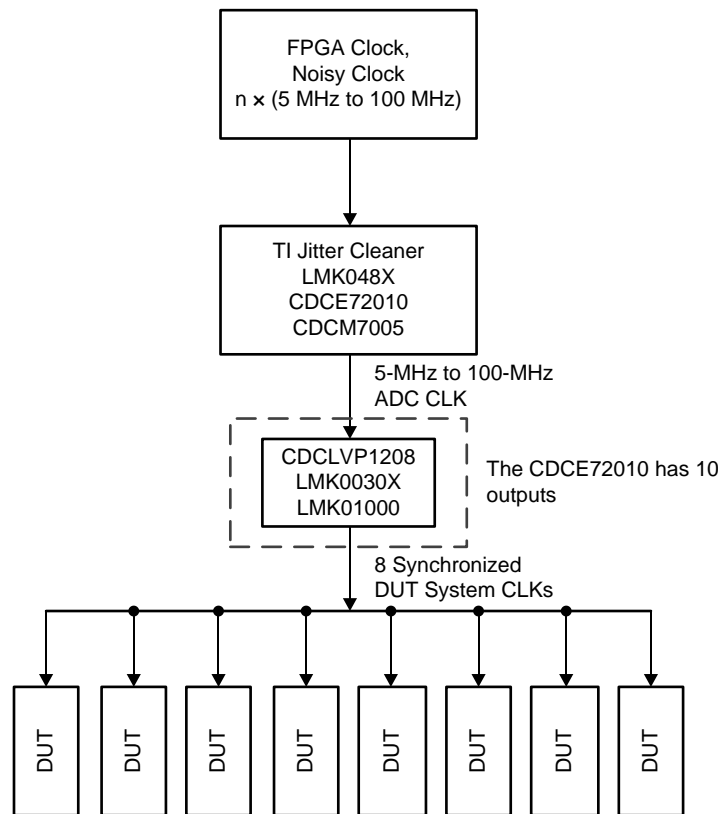 FPGA Clock,
Noisy Clock
n × (5 MHz to 100 MHz)
TI Jitter Cleaner
LMK048X
CDCE72010
CDCM7005
5-MHz to 100-MHz
ADC CLK
CDCLVP1208
LMK0030X
LMK01000
The CDCE72010 has 10
outputs
8 Synchronized
DUT System CLKs
DUT
DUT
DUT
DUT
DUT
DUT
DUT
DUT